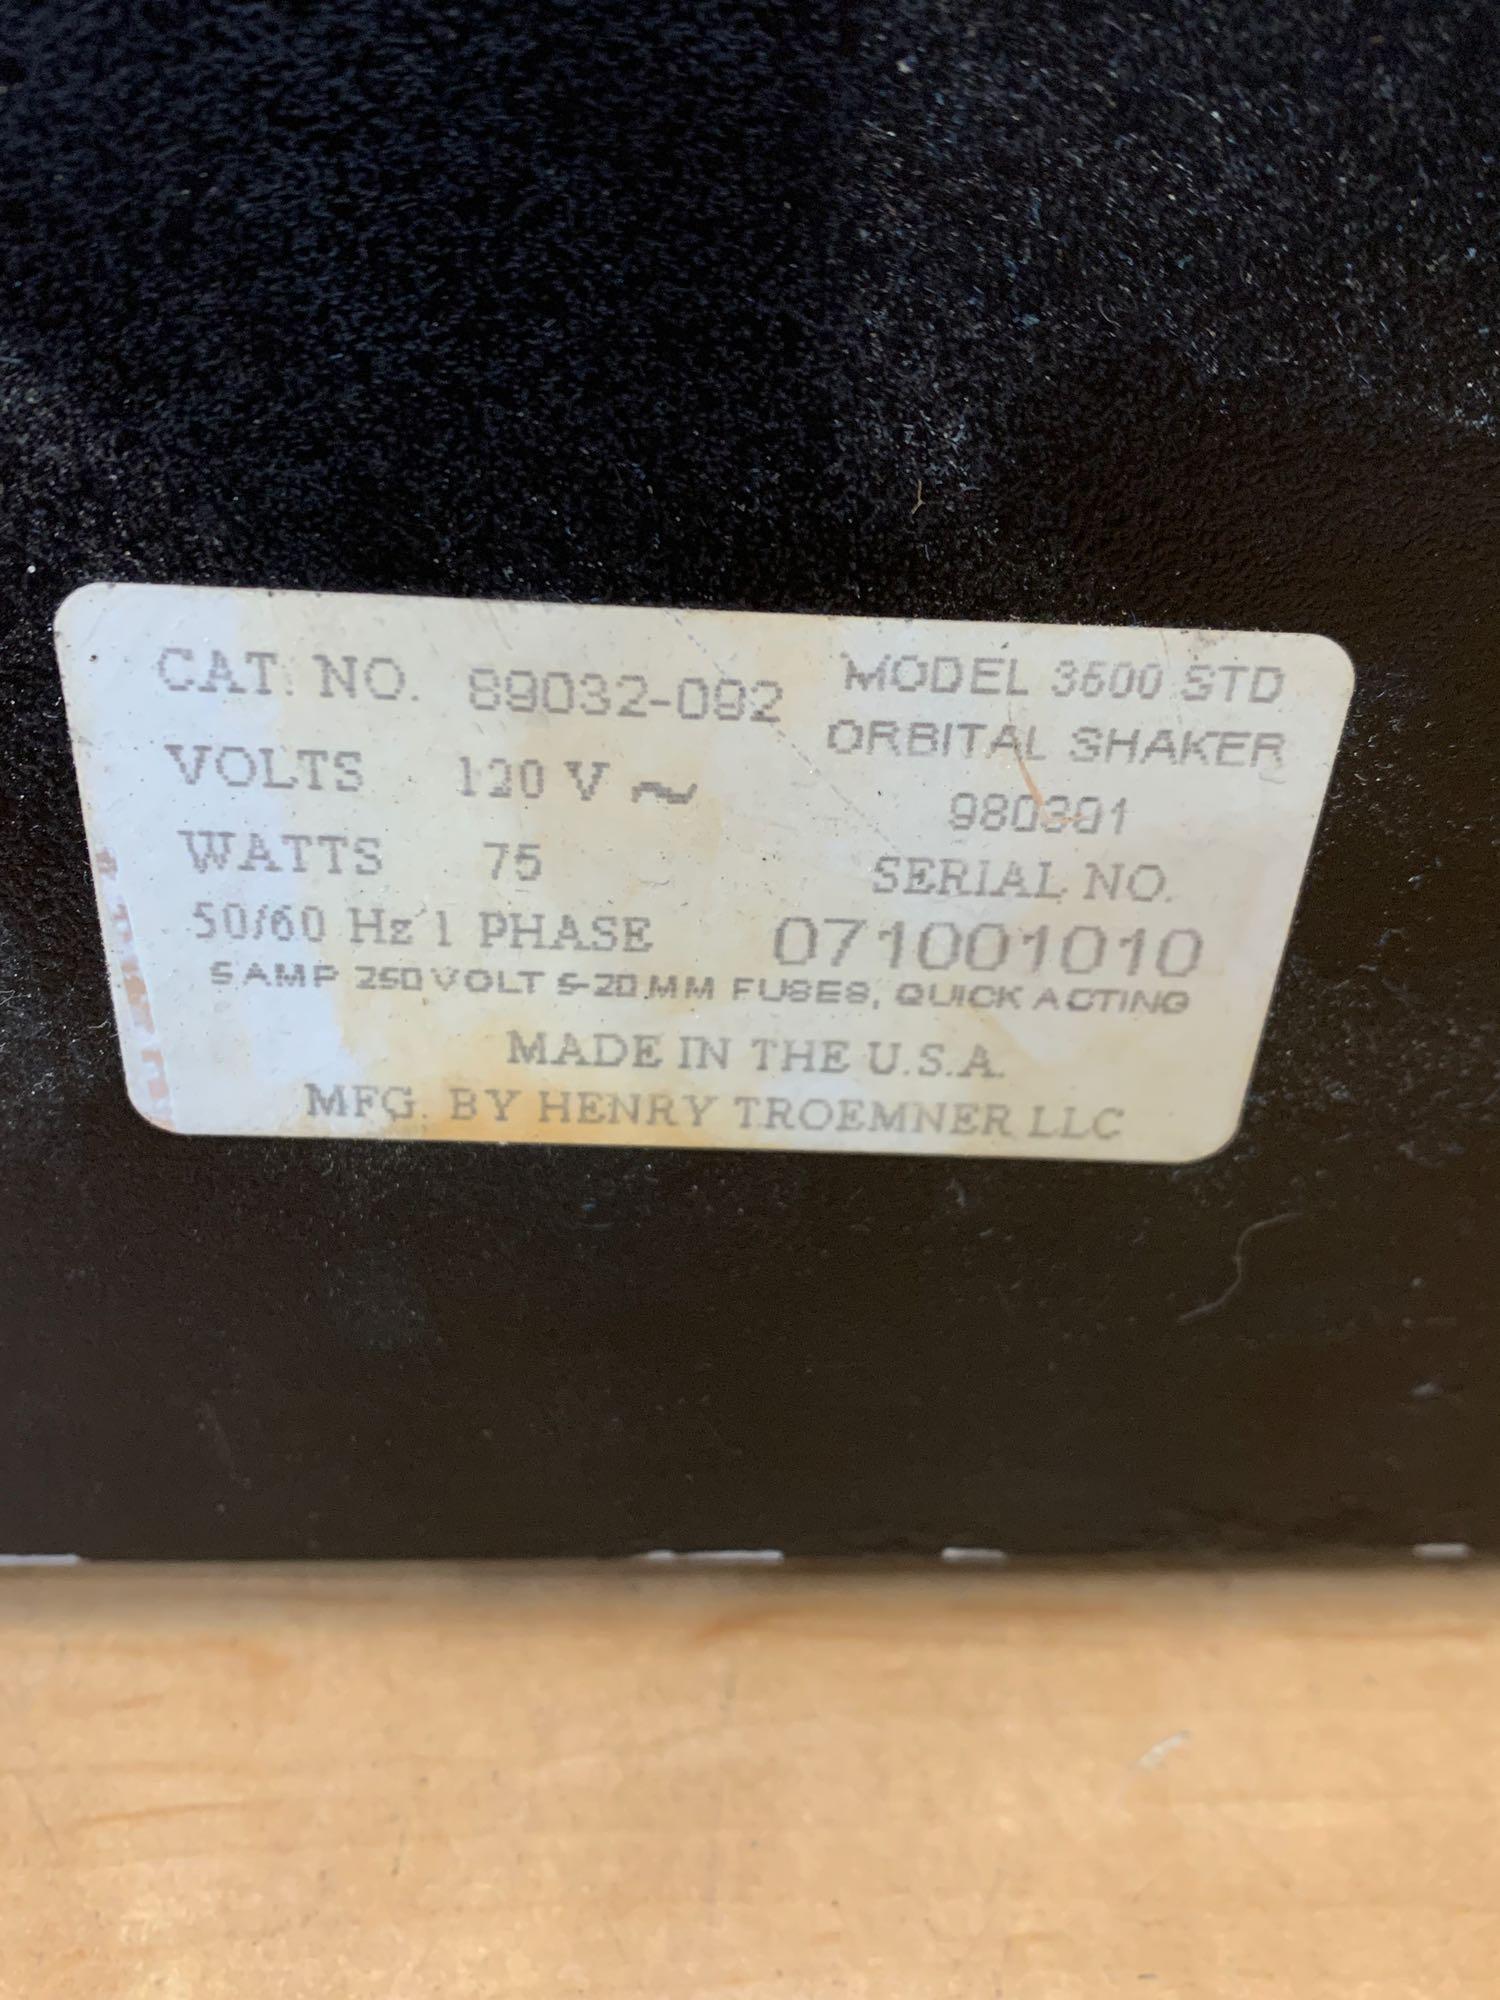 CAT. NO. 89032-092
VOLTS 120 V ~
WATTS 75
50/60 Hz 1 PHASE
MODEL 3500 STD
ORBITAL SHAKER
980301
SERIAL NO.
071001010
5 AMP 250 VOLT 5-20 MM FUSES, QUICK ACTING
MADE IN THE U.S.A.
MFG. BY HENRY TROEMNER LLC